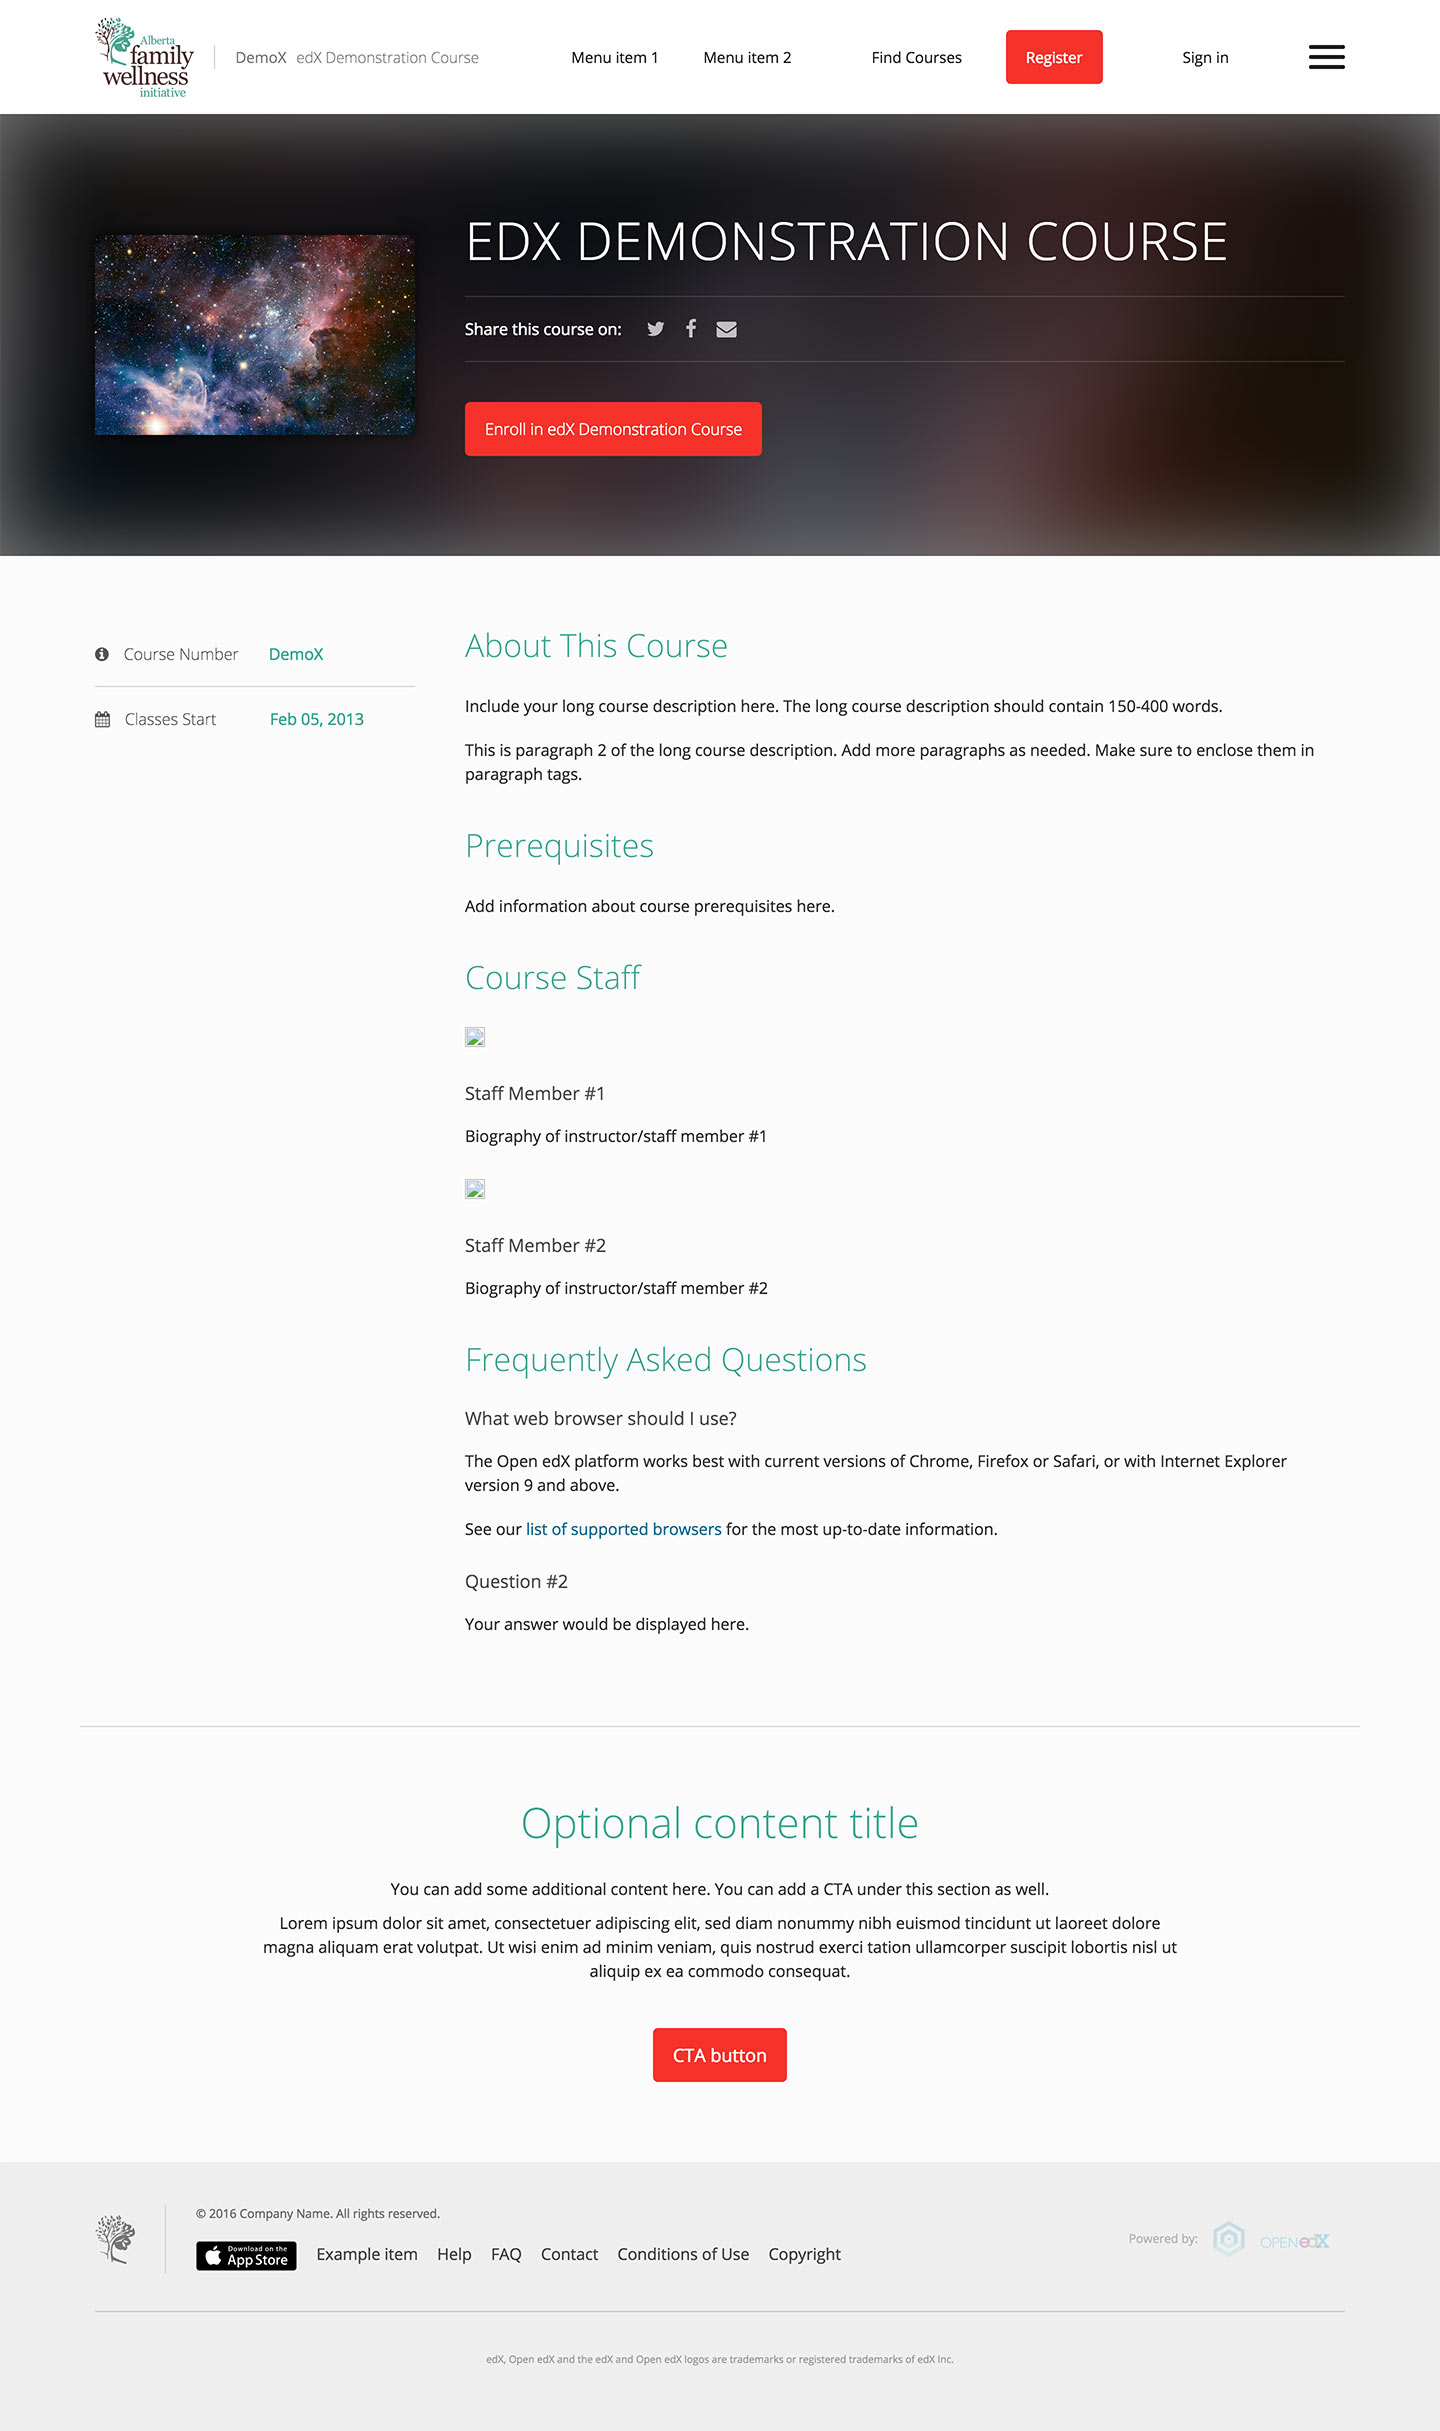 Alberta
family
wellness
initiative
DemoX edX Demonstration Course
Menu item 1
Menu item 2
Find Courses
Register
Sign in
EDX DEMONSTRATION COURSE
Share this course on:
Enroll in edX Demonstration Course
Course Number DemoX
Classes Start Feb 05, 2013
About This Course
Include your long course description here. The long course description should contain 150-400 words.
This is paragraph 2 of the long course description. Add more paragraphs as needed. Make sure to enclose them in
paragraph tags.
Prerequisites
Add information about course prerequisites here.
Course Staff
Staff Member #1
Biography of instructor/staff member #1
Staff Member #2
Biography of instructor/staff member #2
Frequently Asked Questions
What web browser should I use?
The Open edX platform works best with current versions of Chrome, Firefox or Safari, or with Internet Explorer
version 9 and above.
See our list of supported browsers for the most up-to-date information.
Question #2
Your answer would be displayed here.
Optional content title
You can add some additional content here. You can add a CTA under this section as well.
Lorem ipsum dolor sit amet, consectetuer adipiscing elit, sed diam nonummy nibh euismod tincidunt ut laoreet dolore
magna aliquam erat volutpat. Ut wisi enim ad minim veniam, quis nostrud exerci tation ullamcorper suscipit lobortis nisl ut
aliquip ex ea commodo consequat.
CTA button
© 2016 Company Name. All rights reserved.
Download on the
App Store
Example item Help FAQ Contact Conditions of Use Copyright
Powered by:
OPEN edX
edX, Open edX and the edX and Open edX logos are trademarks or registered trademarks of edX Inc.